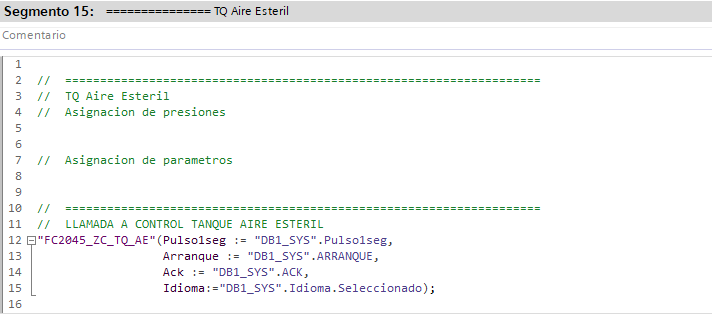 Segmento 15: =============== TQ Aire Esteril
Comentario
1
2 // ====================================================================
3 // TQ Aire Esteril
4 // Asignacion de presiones
5
6
7 // Asignacion de parametros
8
9
10 // ====================================================================
11 // LLAMADA A CONTROL TANQUE AIRE ESTERIL
12 "FC2045_ZC_TQ_AE"(Pulso1seg := "DB1_SYS".Pulso1seg,
13 Arranque := "DB1_SYS".ARRANQUE,
14 Ack := "DB1_SYS".ACK,
15 Idioma:="DB1_SYS".Idioma.Seleccionado);
16